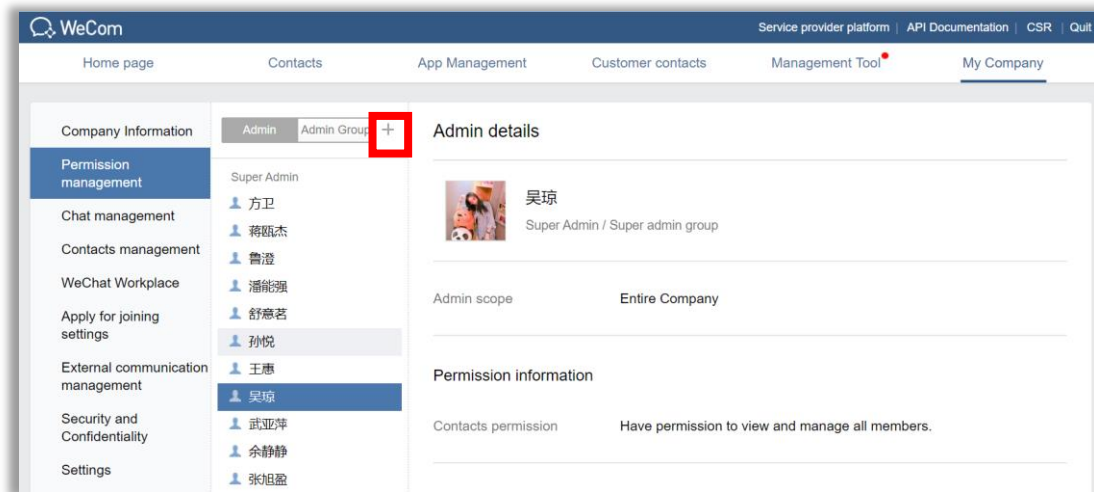 WeCom
Service provider platform | API Documentation | CSR | Quit
Home page Contacts App Management Customer contacts Management Tool My Company
Company Information
Permission
management
Chat management
Contacts management
WeChat Workplace
Apply for joining
settings
External communication
management
Security and
Confidentiality
Settings
Admin Admin Group +
Super Admin
方卫
蒋瓯杰
鲁澄
潘能强
舒意茗
孙悦
王惠
吴琼
武亚萍
余静静
张旭盈
Admin details
吴琼
Super Admin / Super admin group
Admin scope Entire Company
Permission information
Contacts permission Have permission to view and manage all members.